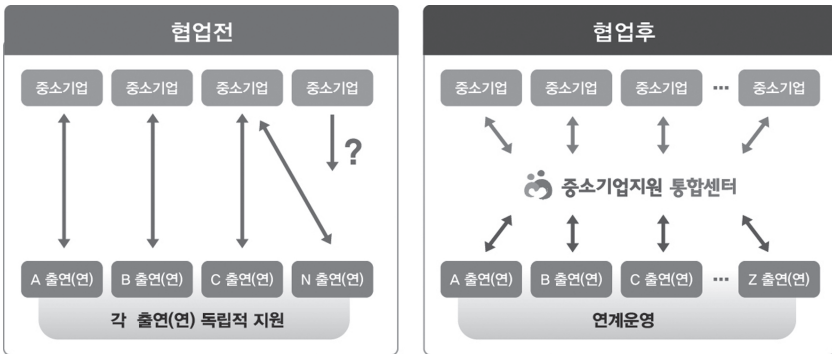 협업전
중소기업 중소기업 중소기업 중소기업
?
A 출연(연) B 출연(연) C 출연(연) N 출연(연)
각 출연(연) 독립적 지원
협업후
중소기업 중소기업 중소기업 ··· 중소기업
중소기업지원 통합센터
A 출연(연) B 출연(연) C 출연(연) ··· Z 출연(연)
연계운영